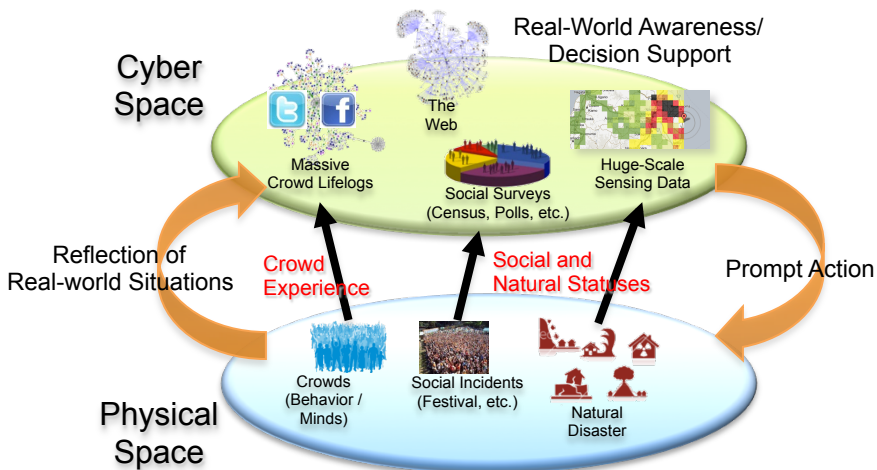 Real-World Awareness/
Decision Support
Cyber
Space
The
Web
Massive
Crowd Lifelogs
Social Surveys
(Census, Polls, etc.)
Huge-Scale
Sensing Data
Reflection of
Real-world Situations
Crowd
Experience
Social and
Natural Statuses
Prompt Action
Crowds
(Behavior /
Minds)
Social Incidents
(Festival, etc.)
Natural
Disaster
Physical
Space